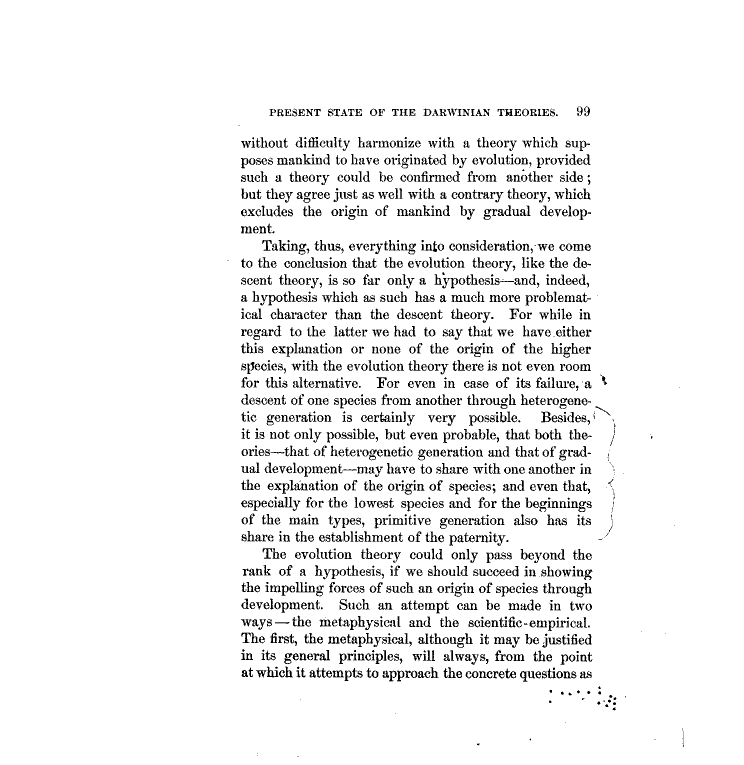 PRESENT STATE OF THE DARWINIAN THEORIES. 99
without difficulty harmonize with a theory which sup-
poses mankind to have originated by evolution, provided
such a theory could be confirmed from another side;
but they agree just as well with a contrary theory, which
excludes the origin of mankind by gradual develop-
ment.
Taking, thus, everything into consideration, we come
to the conclusion that the evolution theory, like the de-
scent theory, is so far only a hypothesis—and, indeed,
a hypothesis which as such has a much more problemat-
ical character than the descent theory. For while in
regard to the latter we had to say that we have either
this explanation or none of the origin of the higher
species, with the evolution theory there is not even room
for this alternative. For even in case of its failure, a
descent of one species from another through heterogene-
tic generation is certainly very possible. Besides,
it is not only possible, but even probable, that both the-
ories—that of heterogenetic generation and that of grad-
ual development—may have to share with one another in
the explanation of the origin of species; and even that,
especially for the lowest species and for the beginnings
of the main types, primitive generation also has its
share in the establishment of the paternity.
The evolution theory could only pass beyond the
rank of a hypothesis, if we should succeed in showing
the impelling forces of such an origin of species through
development. Such an attempt can be made in two
ways—the metaphysical and the scientific-empirical.
The first, the metaphysical, although it may be justified
in its general principles, will always, from the point
at which it attempts to approach the concrete questions as